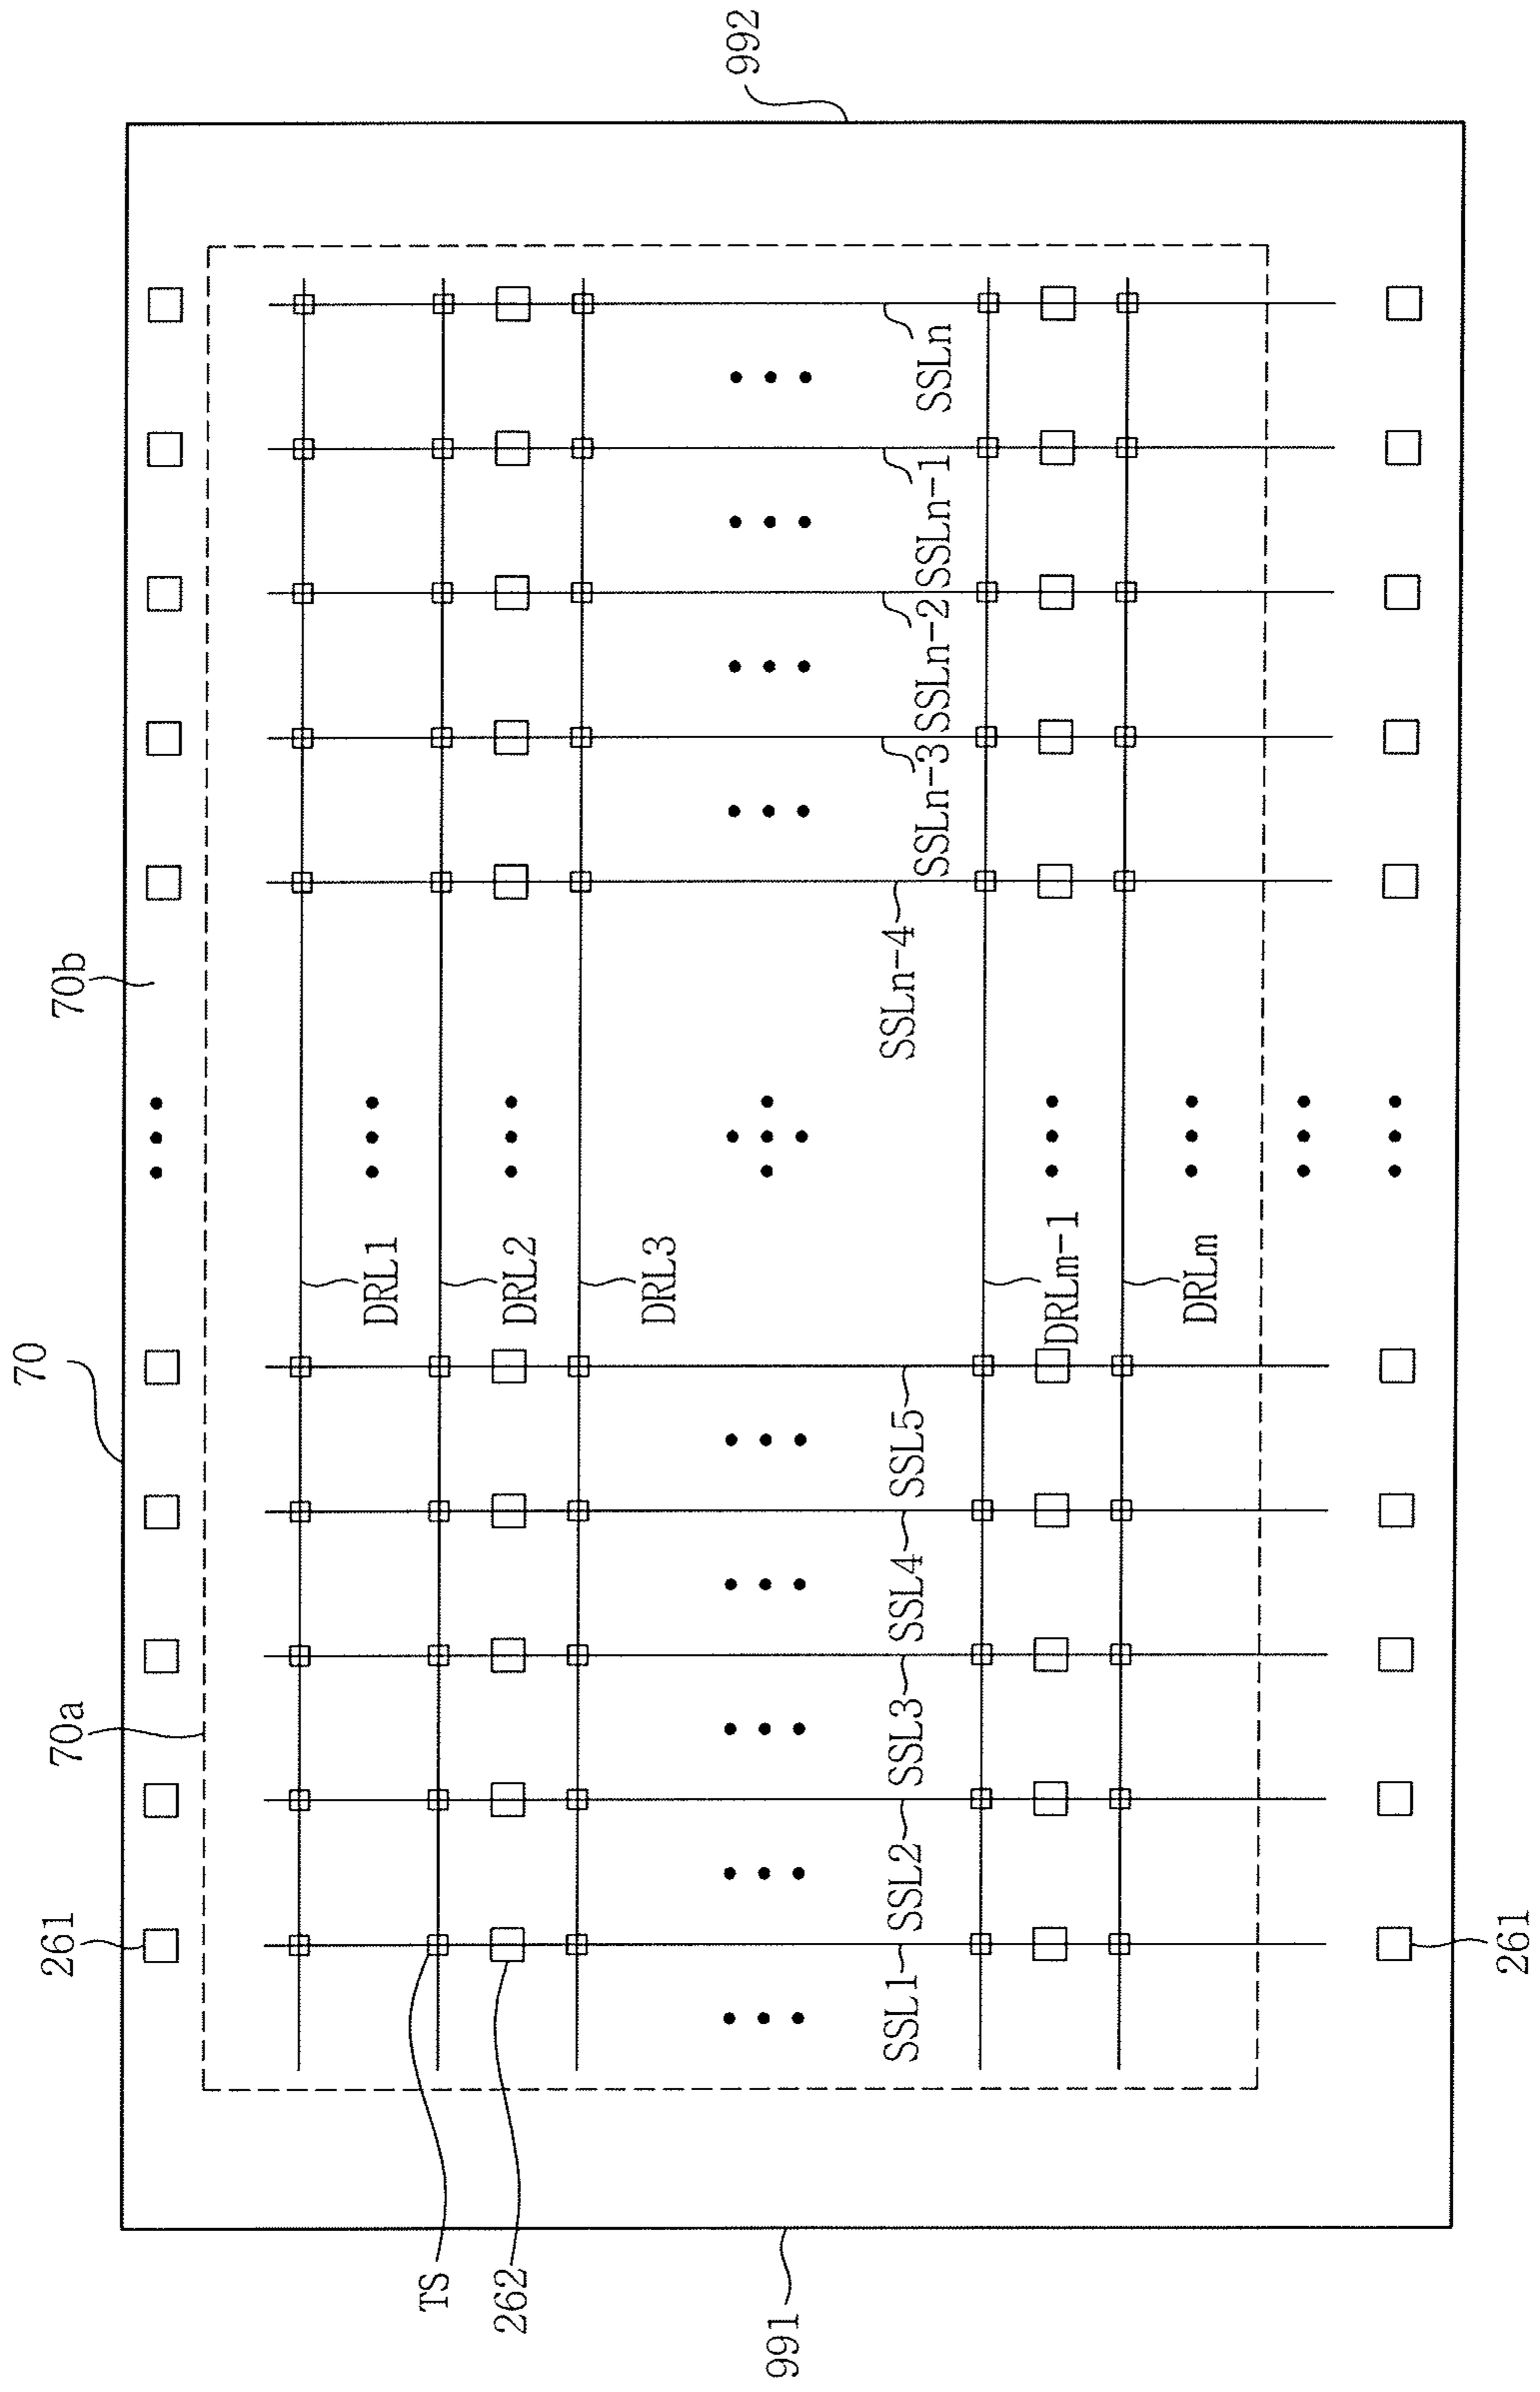 992
70b
70
70a
261
SSLn
SSLn-1
SSLn-2
SSLn-3
SSLn-4
DRL1
DRL2
DRL3
DRLm-1
DRLm
SSL5
SSL4
SSL3
SSL2
SSL1
261
TS
262
991